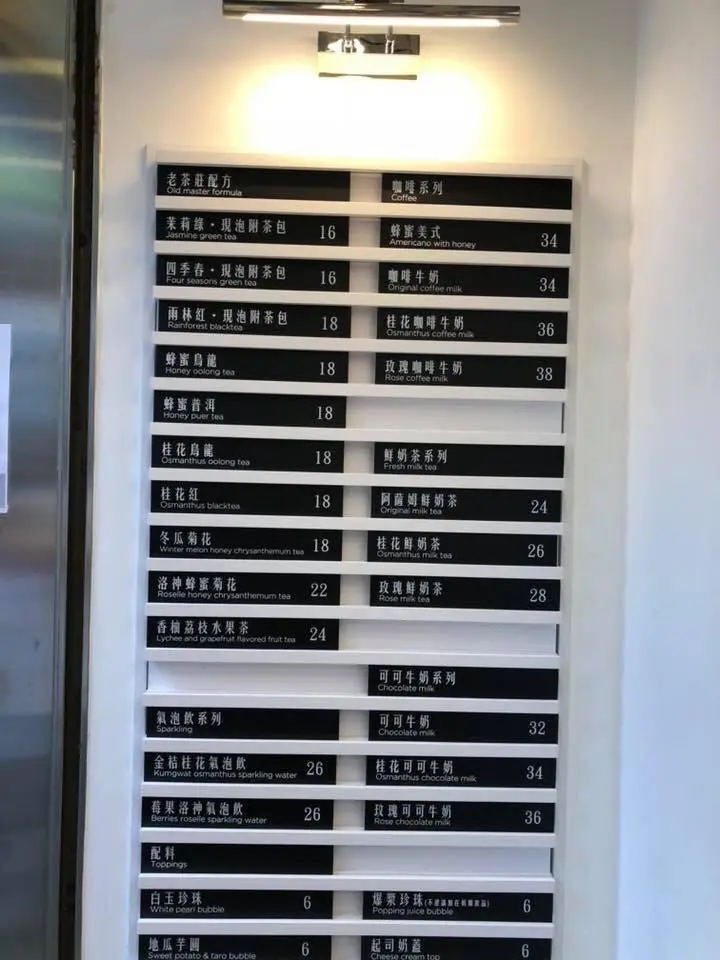 老茶莊配方
Old master formula
茉莉綠·現泡附茶包 16
Jasmine green tea
四季春·現泡附茶包 16
Four seasons green tea
雨林紅·現泡附茶包 18
Rainforest blacktea
蜂蜜烏龍 18
Honey oolong tea
蜂蜜普洱 18
Honey puer tea
桂花烏龍 18
Osmanthus oolong tea
桂花紅 18
Osmanthus blacktea
冬瓜菊花 18
Winter melon honey chrysanthemum tea
洛神蜂蜜菊花 22
Roselle honey chrysanthemum tea
香柚荔枝水果茶 24
Lychee and grapefruit flavored fruit tea
氣泡飲系列
Sparkling
金桔桂花氣泡飲 26
Kumgwat osmanthus sparkling water
莓果洛神氣泡飲 26
Berries roselle sparkling water
配料
Toppings
白玉珍珠 6
White pearl bubble
地瓜芋圓 6
Sweet potato & taro bubble
咖啡系列
Coffee
蜂蜜美式 34
Americano with honey
咖啡牛奶 34
Original coffee milk
桂花咖啡牛奶 36
Osmanthus coffee milk
玫瑰咖啡牛奶 38
Rose coffee milk
鮮奶茶系列
Fresh milk tea
阿薩姆鮮奶茶 24
Original milk tea
桂花鮮奶茶 26
Osmanthus milk tea
玫瑰鮮奶茶 28
Rose milk tea
可可牛奶系列
Chocolate milk
可可牛奶 32
Chocolate milk
桂花可可牛奶 34
Osmanthus chocolate milk
玫瑰可可牛奶 36
Rose chocolate milk
爆漿珍珠 6
Popping juice bubble
起司奶蓋 6
Cheese cream top